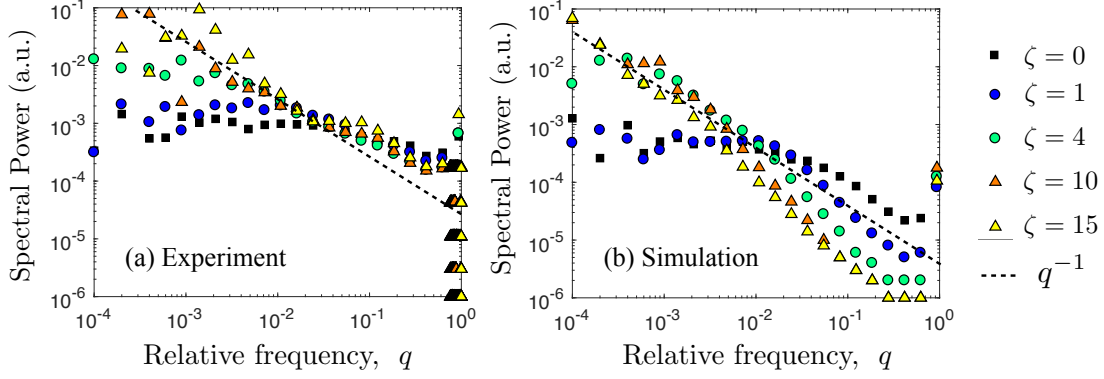 10^-1
10^-2
10^-3
10^-4
10^-5
10^-6
Spectral Power (a.u.)
(a) Experiment
10^-4
10^-3
10^-2
10^-1
10^0
Relative frequency, q
10^-1
10^-2
10^-3
10^-4
10^-5
10^-6
Spectral Power (a.u.)
(b) Simulation
10^-4
10^-3
10^-2
10^-1
10^0
Relative frequency, q
ζ = 0
ζ = 1
ζ = 4
ζ = 10
ζ = 15
q^-1